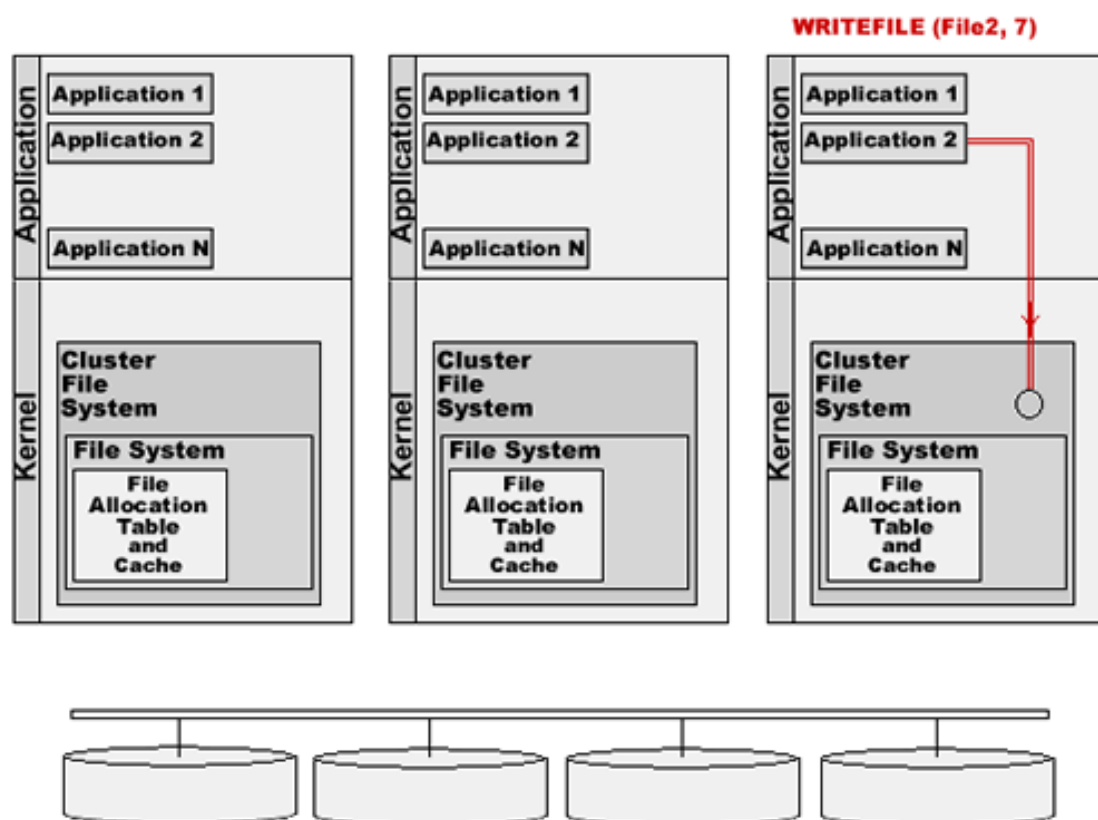 WRITEFILE (File2, 7)
Application
Application 1
Application 2
Application N
Kernel
Cluster
File
System
File System
File
Allocation
Table
and
Cache
Application
Application 1
Application 2
Application N
Kernel
Cluster
File
System
File System
File
Allocation
Table
and
Cache
Application
Application 1
Application 2
Application N
Kernel
Cluster
File
System
File System
File
Allocation
Table
and
Cache